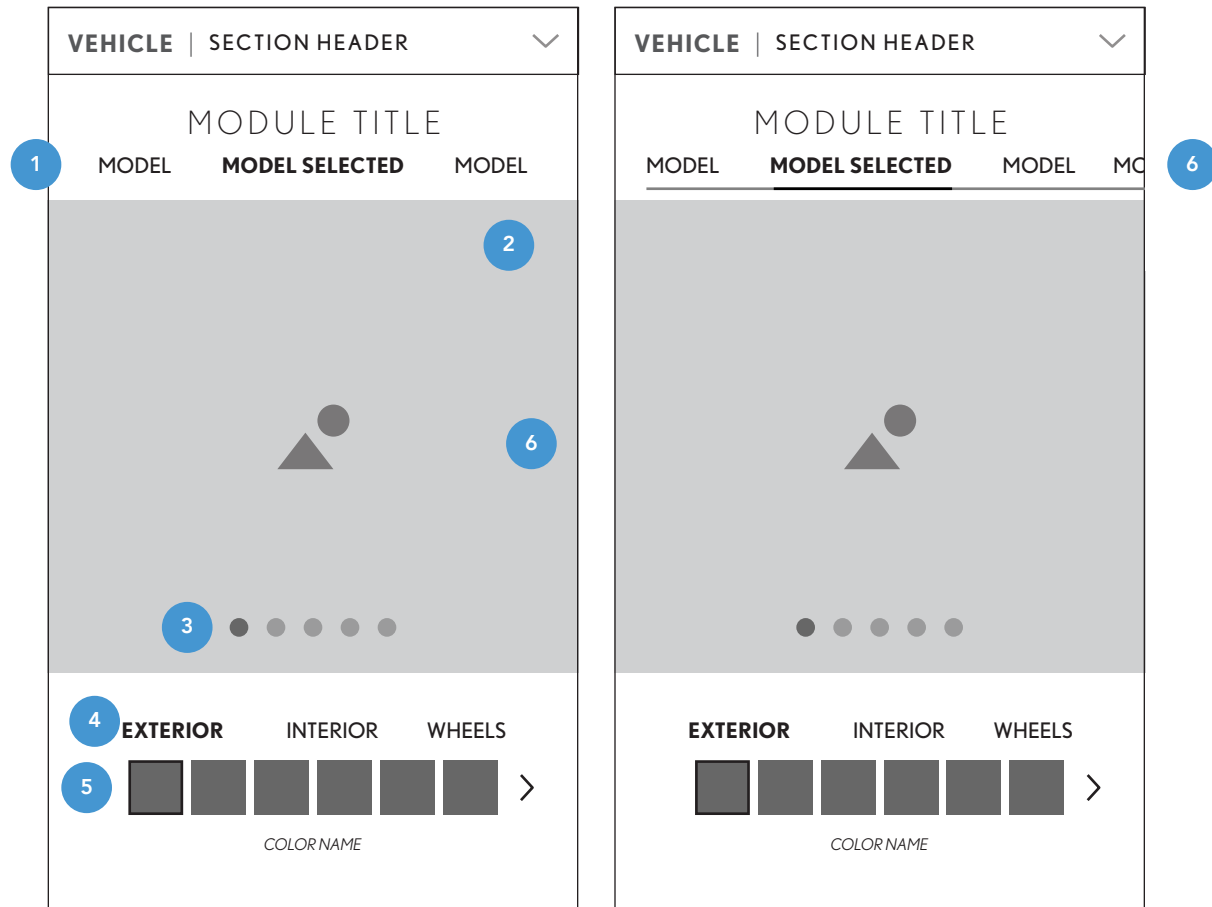 VEHICLE | SECTION HEADER
MODULE TITLE
1 MODEL MODEL SELECTED MODEL
2
6
3
4 EXTERIOR INTERIOR WHEELS
5
COLOR NAME
VEHICLE | SECTION HEADER
MODULE TITLE
MODEL MODEL SELECTED MODEL MO 6
EXTERIOR INTERIOR WHEELS
COLOR NAME